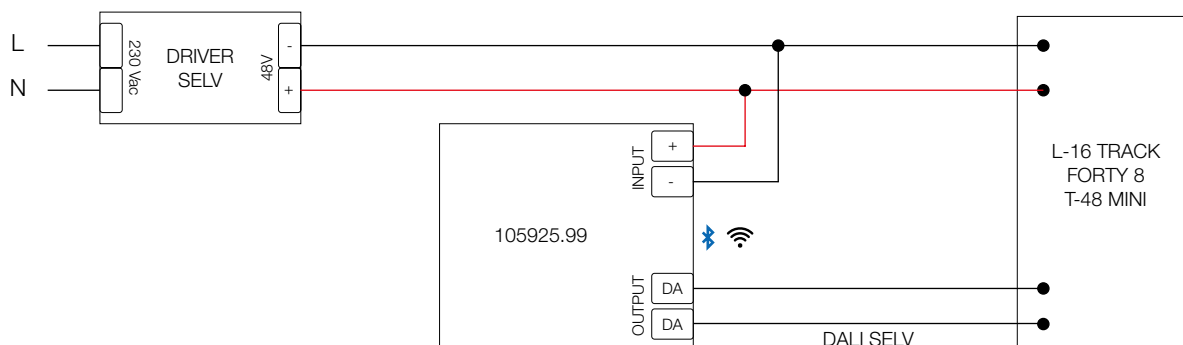 L
N
230 Vac
DRIVER
SELV
48V
-
+
INPUT
+
-
105925.99
OUTPUT
DA
DA
DALI SELV
L-16 TRACK
FORTY 8
T-48 MINI